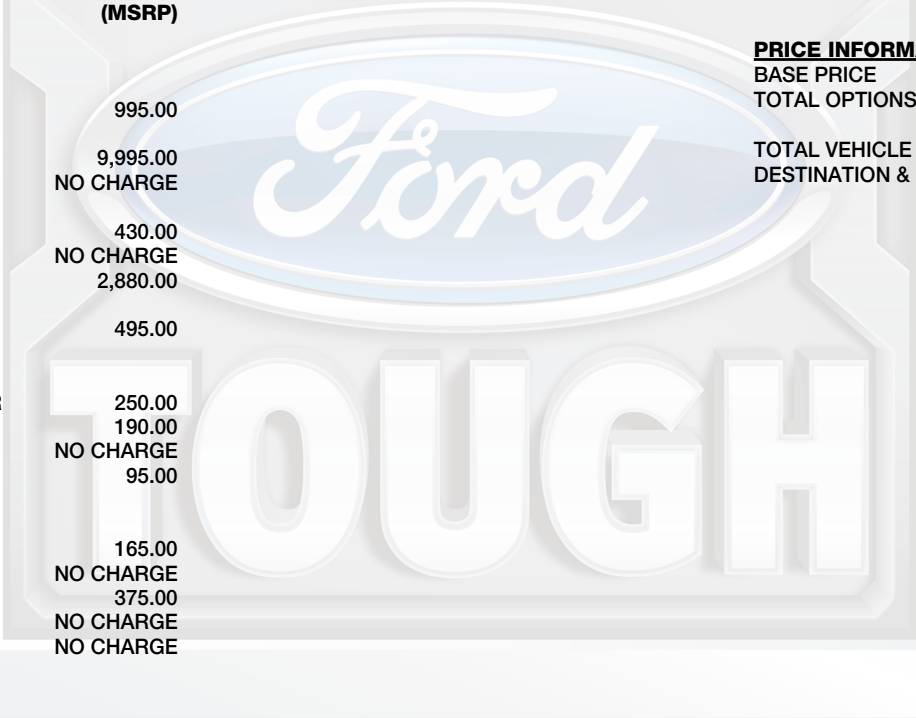 (MSRP)
995.00
9,995.00
NO CHARGE
430.00
NO CHARGE
2,880.00
495.00
250.00
190.00
NO CHARGE
95.00
165.00
NO CHARGE
375.00
NO CHARGE
NO CHARGE
PRICE INFORM
BASE PRICE
TOTAL OPTIONS
TOTAL VEHICLE
DESTINATION &
Ford
TOUGH